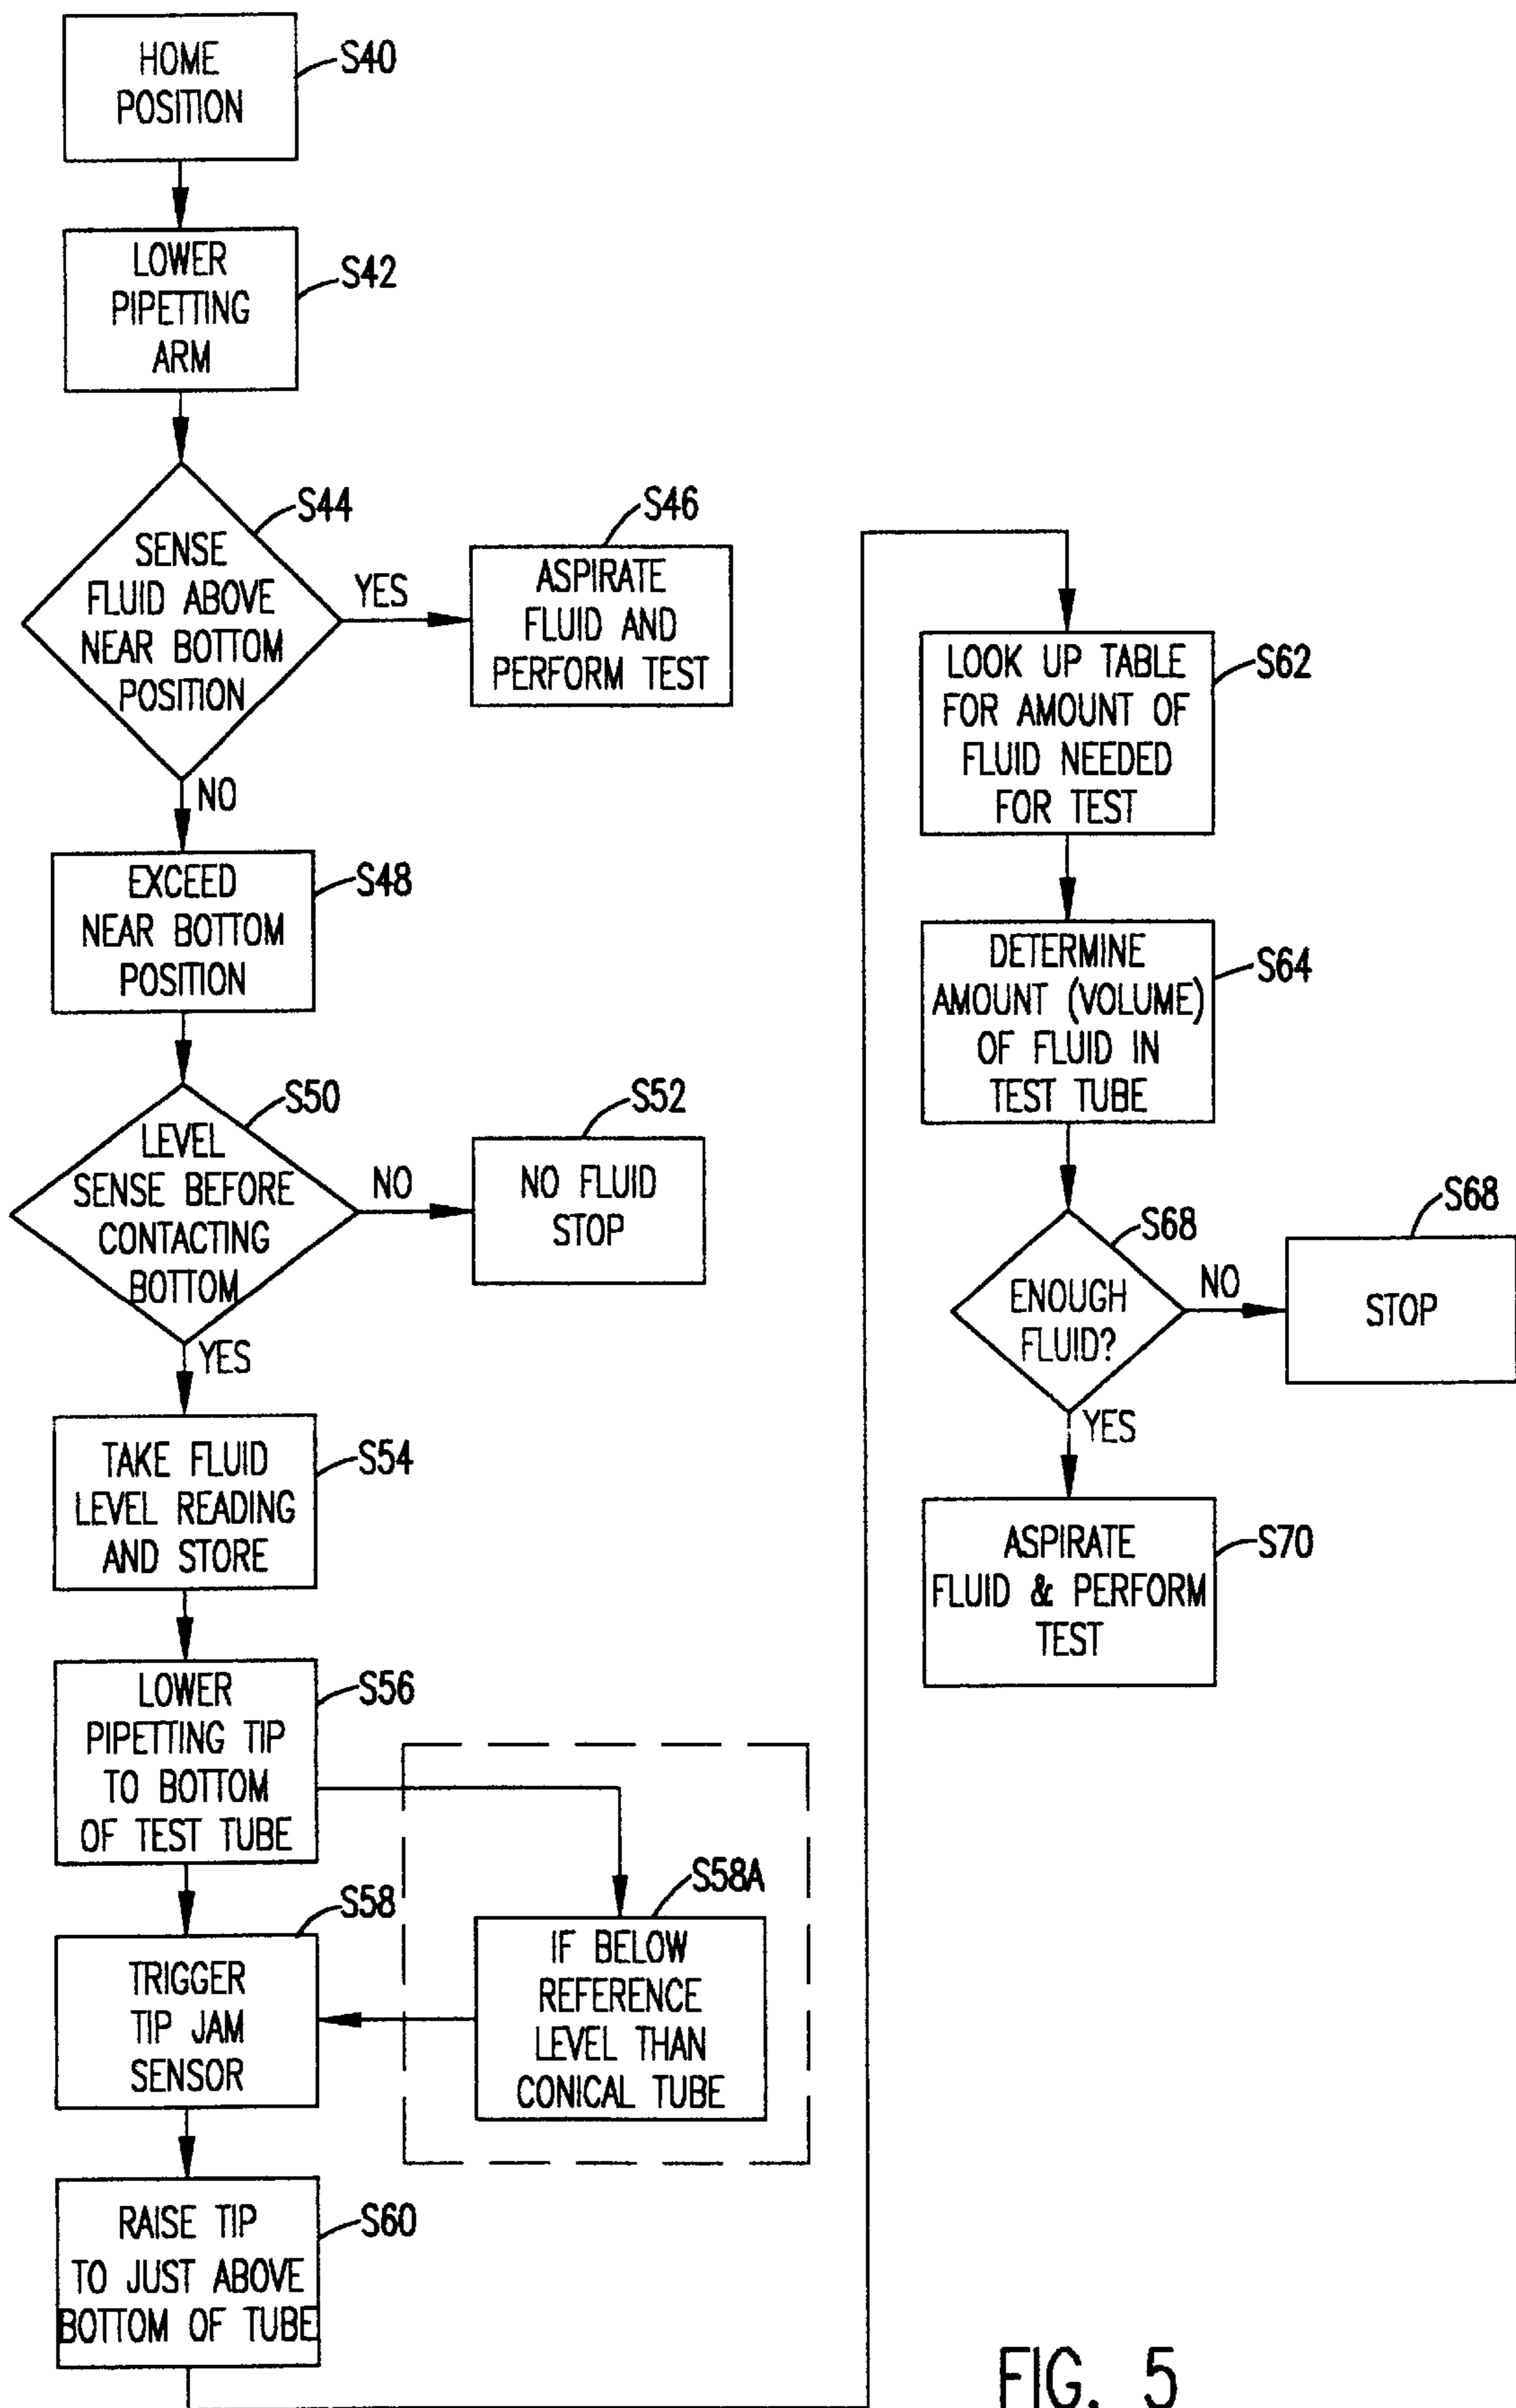 HOME
POSITION
S40
LOWER
PIPETTING
ARM
S42
SENSE
FLUID ABOVE
NEAR BOTTOM
POSITION
S44
YES
ASPIRATE
FLUID AND
PERFORM TEST
S46
NO
EXCEED
NEAR BOTTOM
POSITION
S48
LEVEL
SENSE BEFORE
CONTACTING
BOTTOM
S50
NO
NO FLUID
STOP
S52
YES
TAKE FLUID
LEVEL READING
AND STORE
S54
LOWER
PIPETTING TIP
TO BOTTOM
OF TEST TUBE
S56
TRIGGER
TIP JAM
SENSOR
S58
IF BELOW
REFERENCE
LEVEL THAN
CONICAL TUBE
S58A
RAISE TIP
TO JUST ABOVE
BOTTOM OF TUBE
S60
LOOK UP TABLE
FOR AMOUNT OF
FLUID NEEDED
FOR TEST
S62
DETERMINE
AMOUNT (VOLUME)
OF FLUID IN
TEST TUBE
S64
ENOUGH
FLUID?
S68
NO
STOP
S68
YES
ASPIRATE
FLUID & PERFORM
TEST
S70
FIG. 5